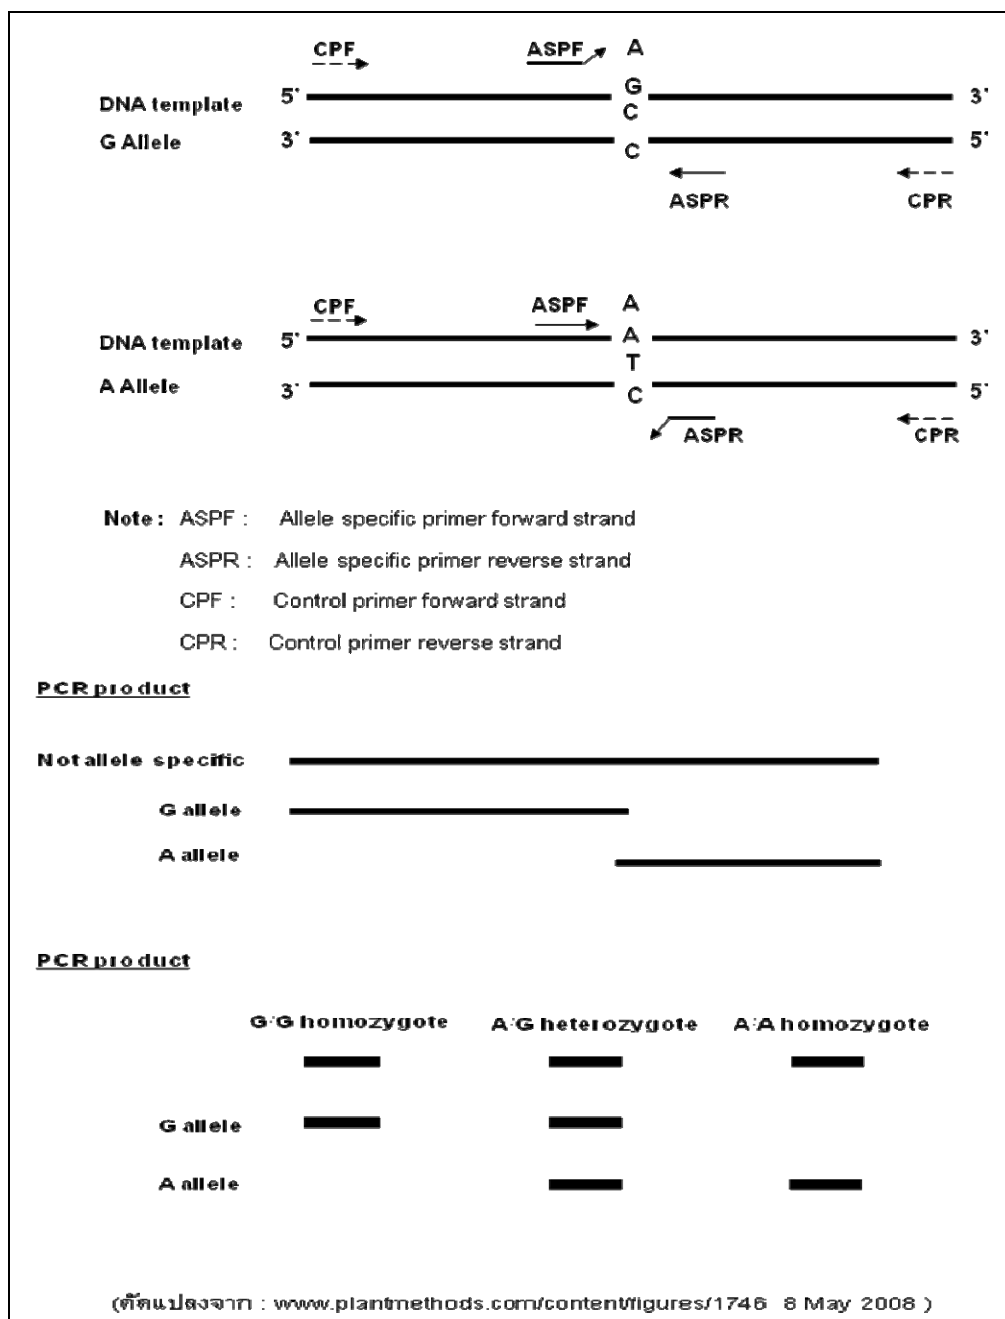 CPF ASPF A
5' G 3'
DNA template
C
G Allele 3' C 5'
ASPR CPR
CPF ASPF A
DNA template 5' A 3'
T
A Allele 3' C 5'
ASPR CPR
Note : ASPF : Allele specific primer forward strand
ASPR : Allele specific primer reverse strand
CPF : Control primer forward strand
CPR : Control primer reverse strand
PCR product
Not allele specific
G allele
A allele
PCR product
G/G homozygote A/G heterozygote A/A homozygote
G allele
A allele
(ดัดแปลงจาก : www.plantmethods.com/content/figures/1746 8 May 2008 )